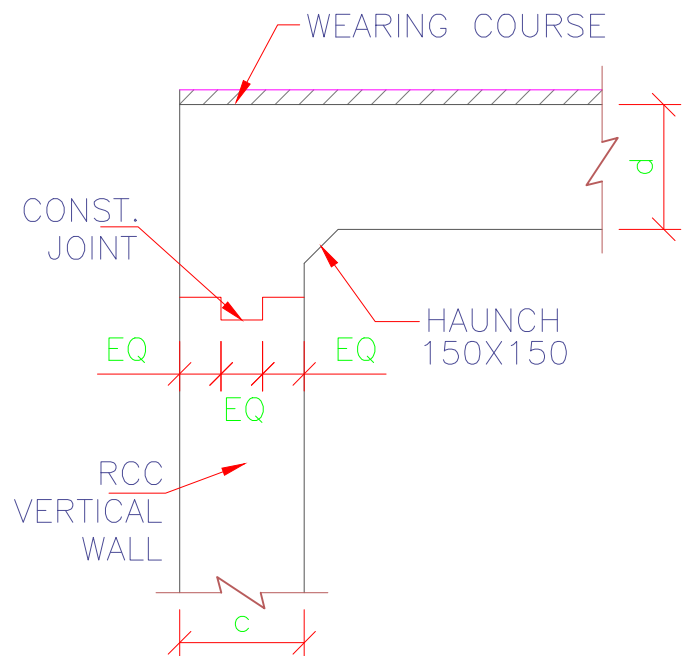 WEARING COURSE
d
CONST.
JOINT
HAUNCH
150X150
EQ
EQ
EQ
RCC
VERTICAL
WALL
c